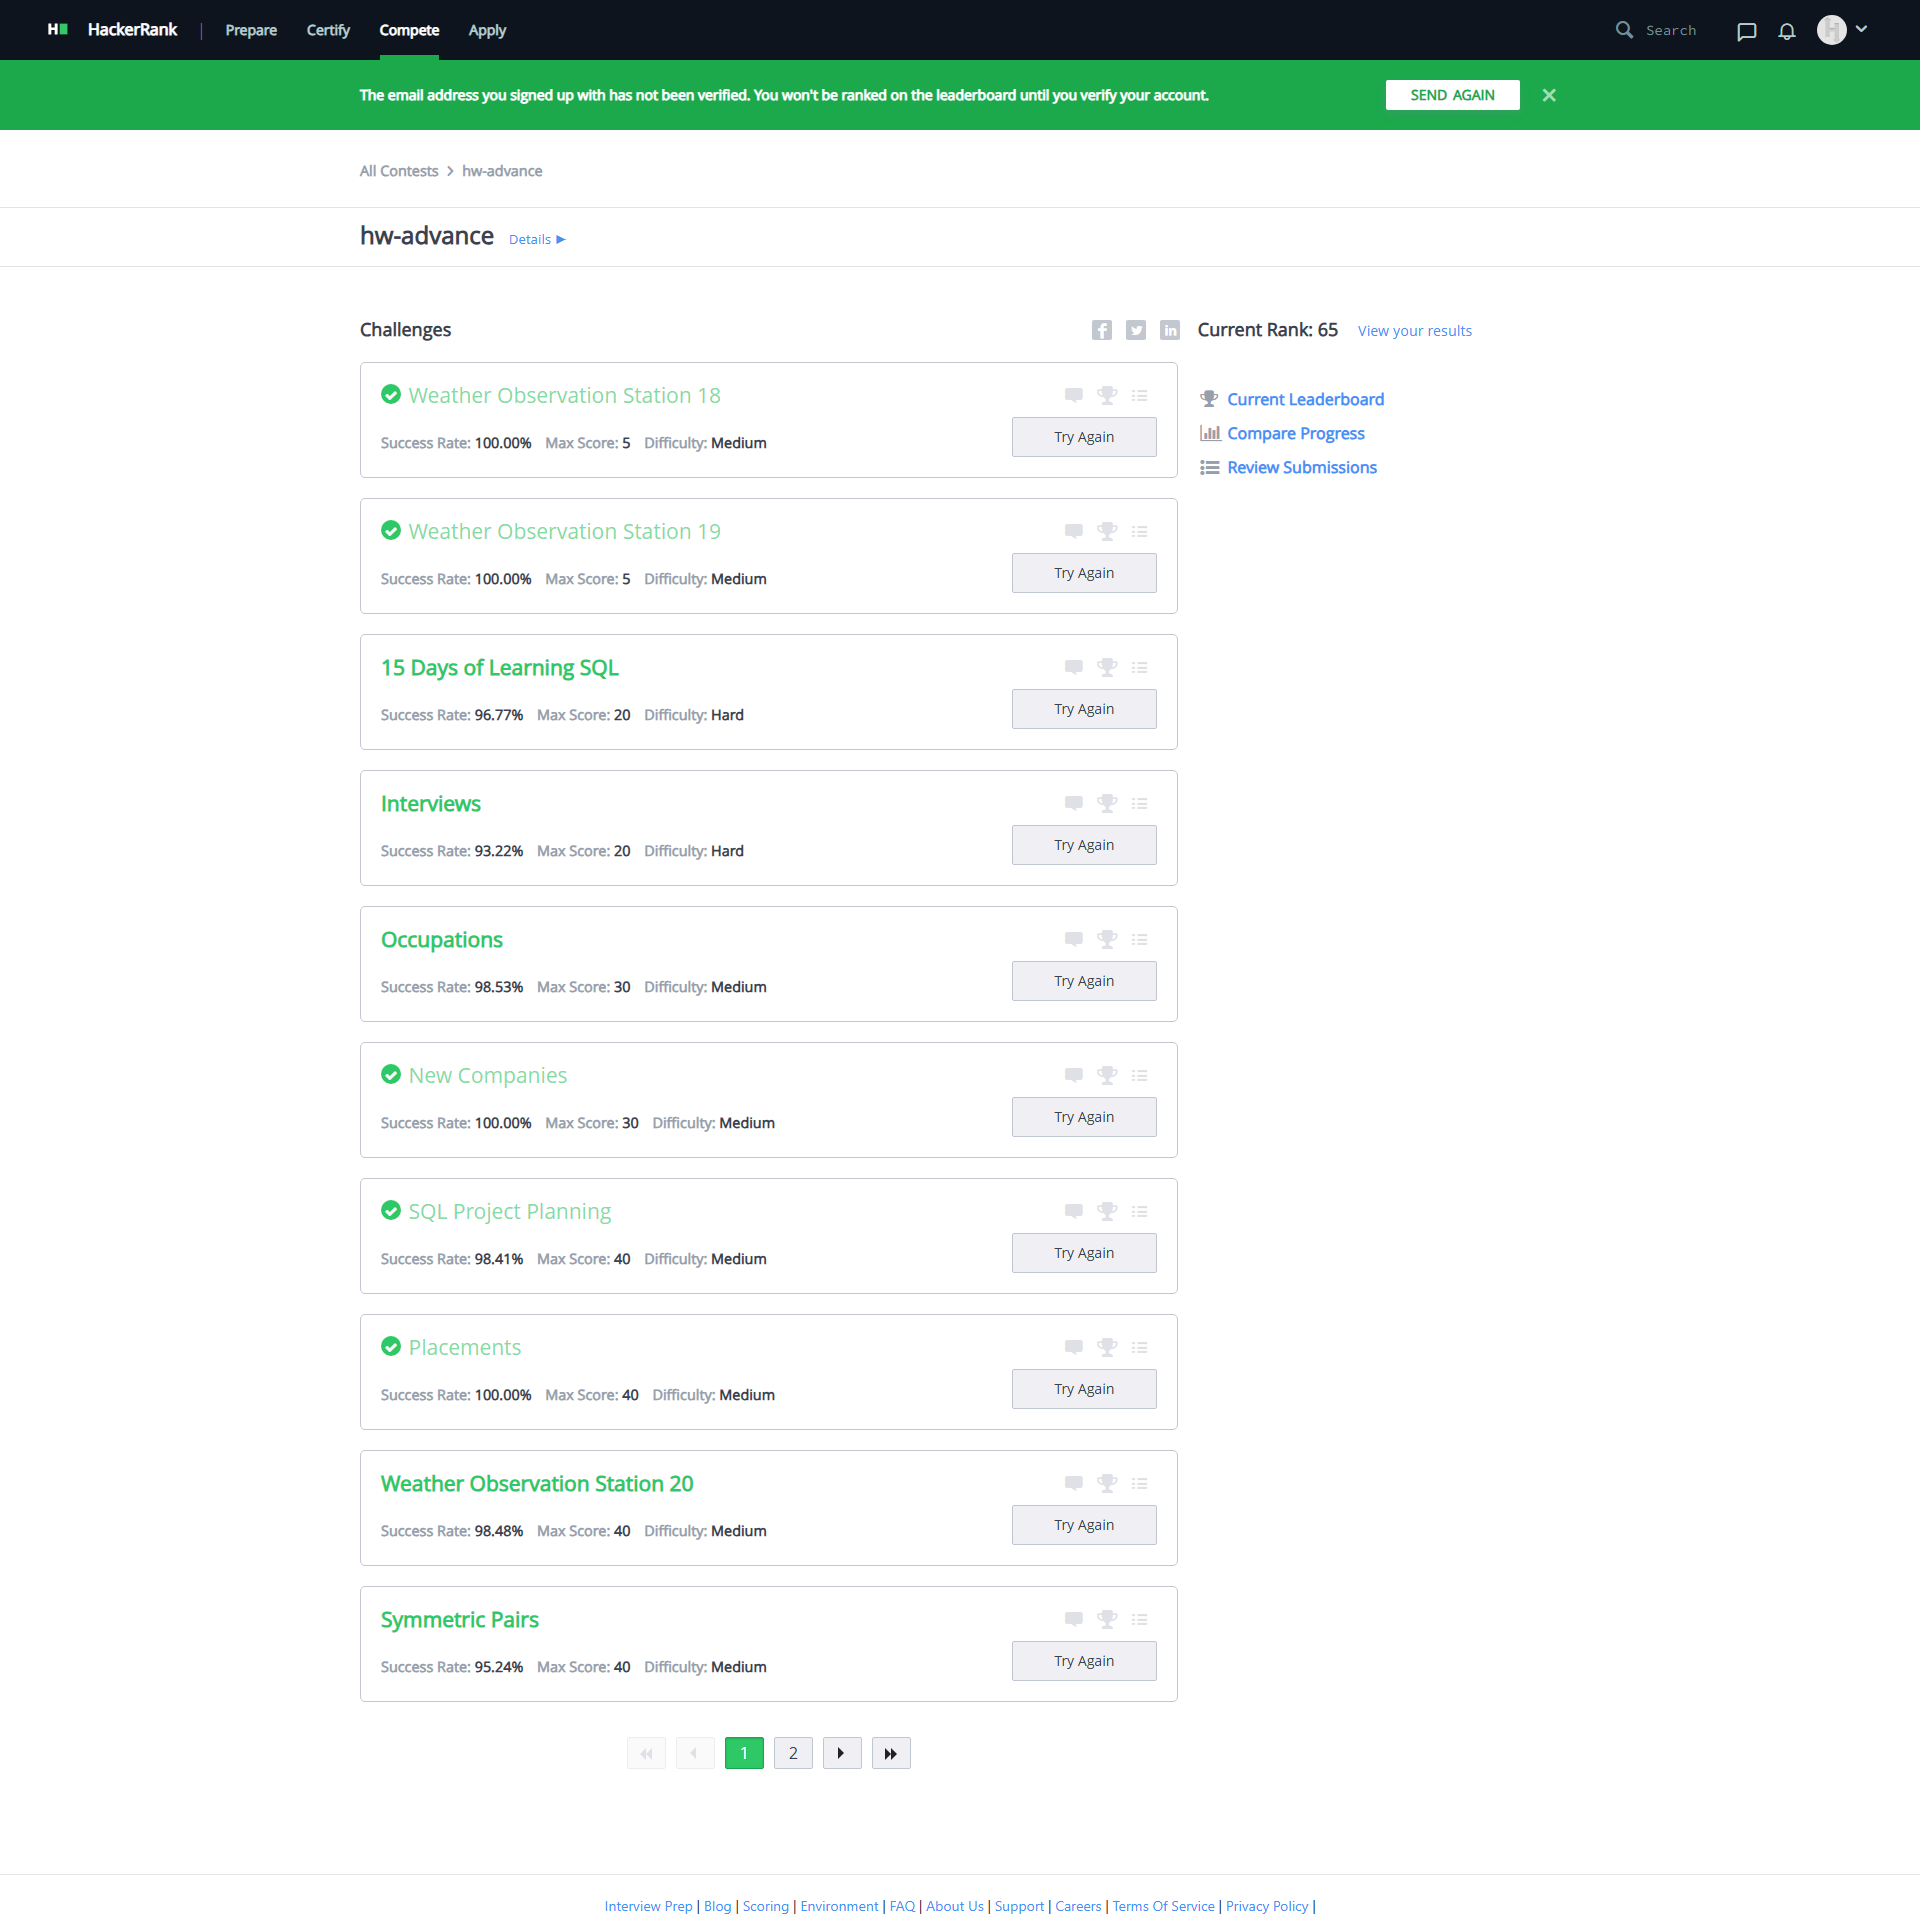 HackerRank | Prepare Certify Compete Apply Search
The email address you signed up with has not been verified. You won't be ranked on the leaderboard until you verify your account. SEND AGAIN
All Contests > hw-advance
hw-advance Details ▶
Challenges Current Rank: 65 View your results
Current Leaderboard
Compare Progress
Review Submissions
Weather Observation Station 18
Success Rate: 100.00% Max Score: 5 Difficulty: Medium Try Again
Weather Observation Station 19
Success Rate: 100.00% Max Score: 5 Difficulty: Medium Try Again
15 Days of Learning SQL
Success Rate: 96.77% Max Score: 20 Difficulty: Hard Try Again
Interviews
Success Rate: 93.22% Max Score: 20 Difficulty: Hard Try Again
Occupations
Success Rate: 98.53% Max Score: 30 Difficulty: Medium Try Again
New Companies
Success Rate: 100.00% Max Score: 30 Difficulty: Medium Try Again
SQL Project Planning
Success Rate: 98.41% Max Score: 40 Difficulty: Medium Try Again
Placements
Success Rate: 100.00% Max Score: 40 Difficulty: Medium Try Again
Weather Observation Station 20
Success Rate: 98.48% Max Score: 40 Difficulty: Medium Try Again
Symmetric Pairs
Success Rate: 95.24% Max Score: 40 Difficulty: Medium Try Again
1 2
Interview Prep | Blog | Scoring | Environment | FAQ | About Us | Support | Careers | Terms Of Service | Privacy Policy |